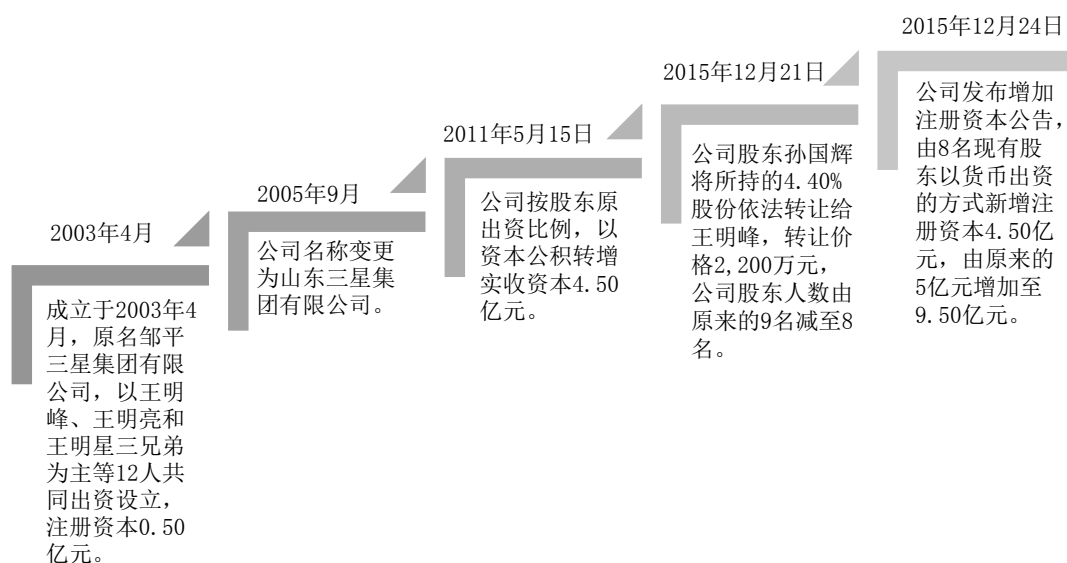 2003年4月
成立于2003年4
月，原名邹平
三星集团有限
公司，以王明
峰、王明亮和
王明星三兄弟
为主等12人共
同出资设立，
注册资本0.50
亿元。
2005年9月
公司名称变更
为山东三星集
团有限公司。
2011年5月15日
公司按股东原
出资比例，以
资本公积转增
实收资本4.50
亿元。
2015年12月21日
公司股东孙国辉
将所持的4.40%
股份依法转让给
王明峰，转让价
格2,200万元，
公司股东人数由
原来的9名减至8
名。
2015年12月24日
公司发布增加
注册资本公告，
由8名现有股
东以货币出资
的方式新增注
册资本4.50亿
元，由原来的
5亿元增加至
9.50亿元。